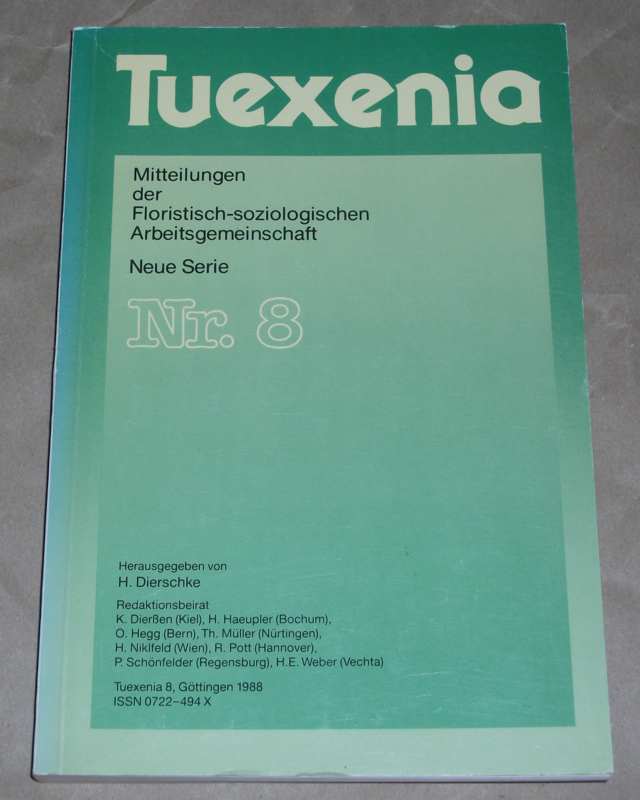 Tuexenia
Mitteilungen
der
Floristisch-soziologischen
Arbeitsgemeinschaft
Neue Serie
Nr. 8
Herausgegeben von
H. Dierschke
Redaktionsbeirat
K. Dierßen (Kiel), H. Haeupler (Bochum),
O. Hegg (Bern), Th. Müller (Nürtingen),
H. Niklfeld (Wien), R. Pott (Hannover),
P. Schönfelder (Regensburg), H.E. Weber (Vechta)
Tuexenia 8, Göttingen 1988
ISSN 0722–494 X